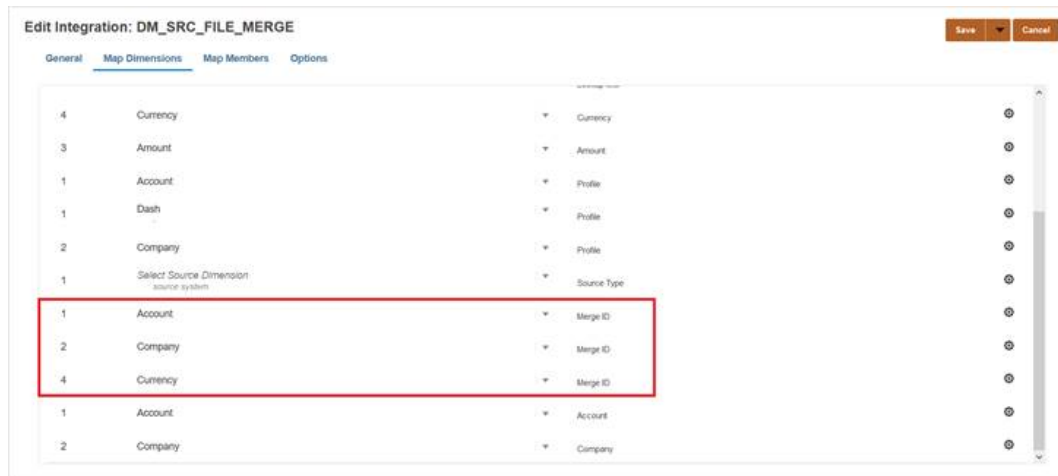 Edit Integration: DM_SRC_FILE_MERGE
Save Cancel
General Map Dimensions Map Members Options
4 Currency Currency
3 Amount Amount
1 Account Profile
1 Dash Profile
2 Company Profile
1 Select Source Dimension Source Type
source system
1 Account Merge ID
2 Company Merge ID
4 Currency Merge ID
1 Account Account
2 Company Company